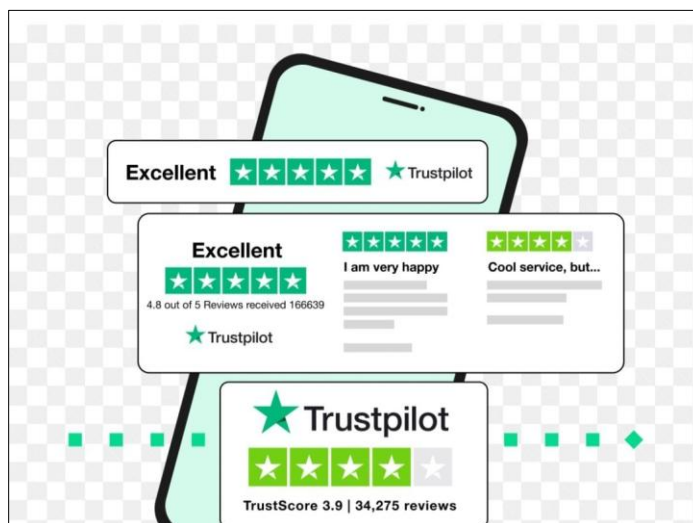 Excellent
Trustpilot
Excellent
4.8 out of 5 Reviews received 166639
Trustpilot
I am very happy
Cool service, but...
Trustpilot
TrustScore 3.9 | 34,275 reviews